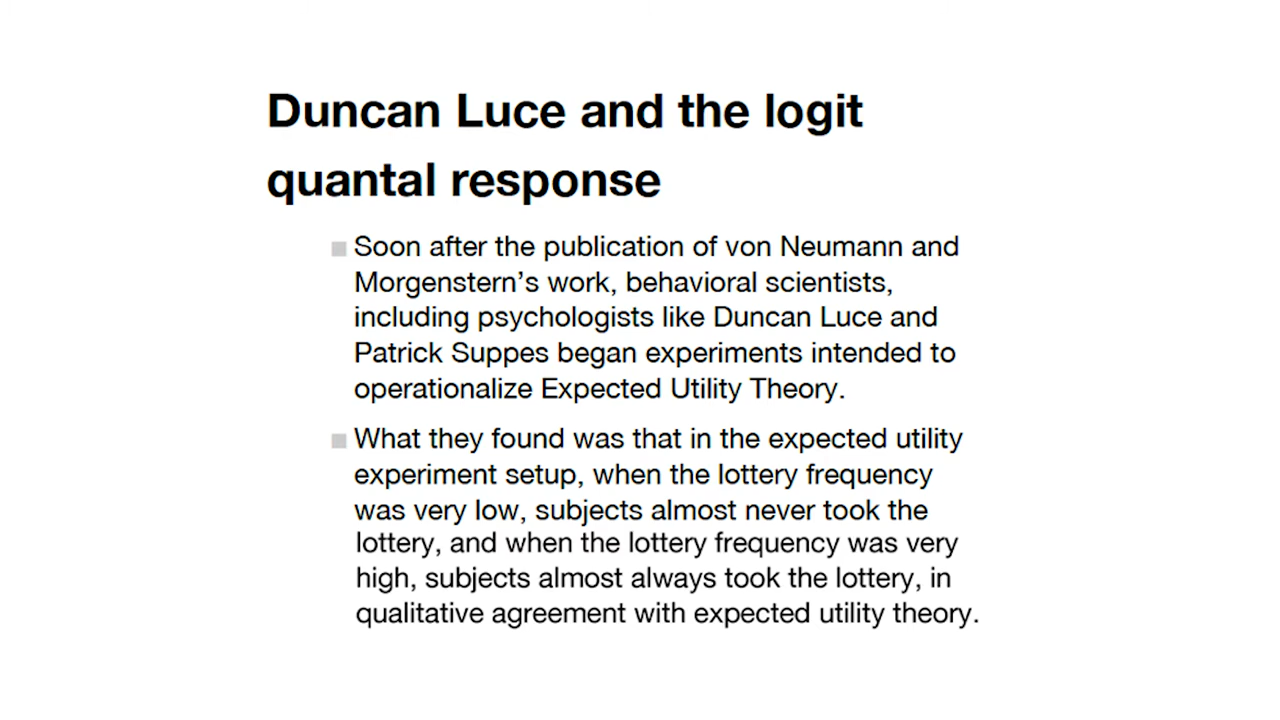 Duncan Luce and the logit
quantal response
Soon after the publication of von Neumann and
Morgenstern's work, behavioral scientists,
including psychologists like Duncan Luce and
Patrick Suppes began experiments intended to
operationalize Expected Utility Theory.
What they found was that in the expected utility
experiment setup, when the lottery frequency
was very low, subjects almost never took the
lottery, and when the lottery frequency was very
high, subjects almost always took the lottery, in
qualitative agreement with expected utility theory.